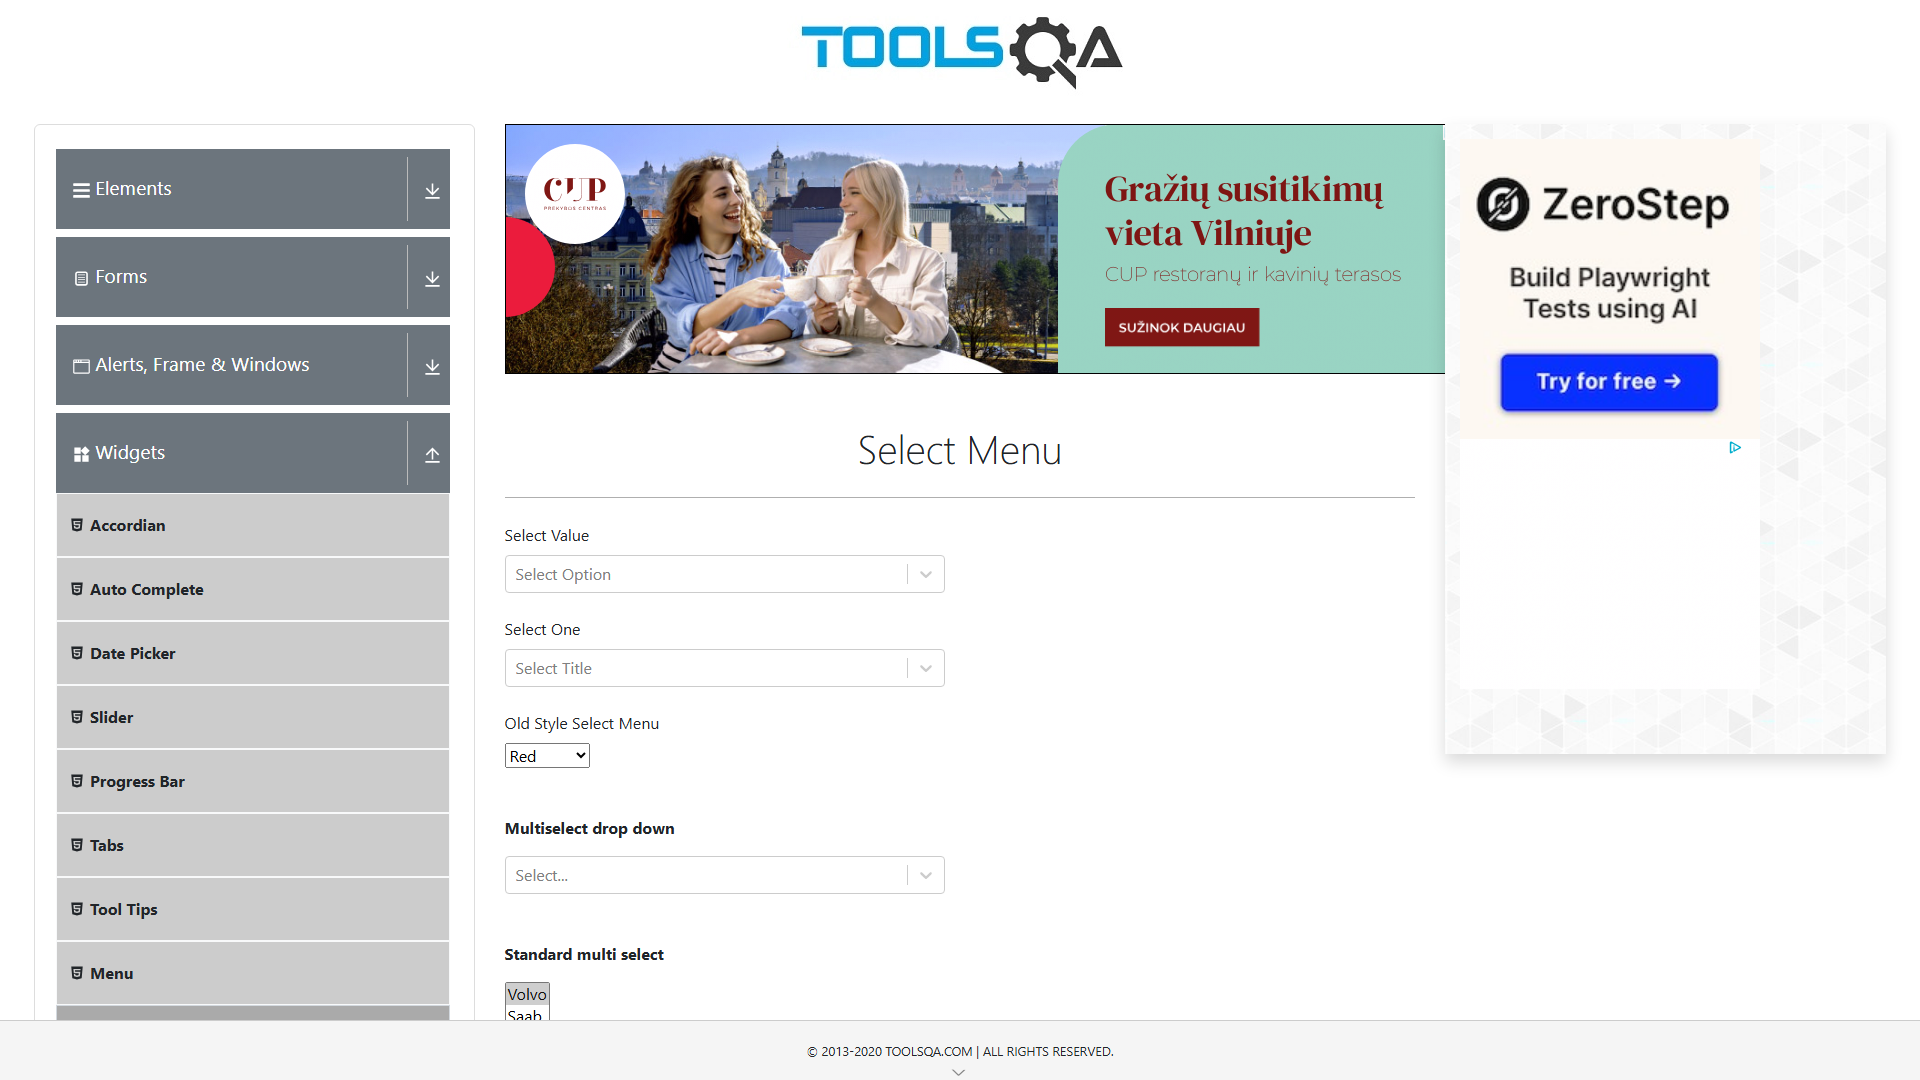 TOOLSQA
Elements
Forms
Alerts, Frame & Windows
Widgets
Accordian
Auto Complete
Date Picker
Slider
Progress Bar
Tabs
Tool Tips
Menu
CUP
PREKYBOS CENTRAS
Gražių susitikimų
vieta Vilniuje
CUP restoranų ir kavinių terasos
SUŽINOK DAUGIAU
Select Menu
Select Value
Select Option
Select One
Select Title
Old Style Select Menu
Red
Multiselect drop down
Select...
Standard multi select
Volvo
Saab
ZeroStep
Build Playwright
Tests using AI
Try for free →
© 2013-2020 TOOLSQA.COM | ALL RIGHTS RESERVED.